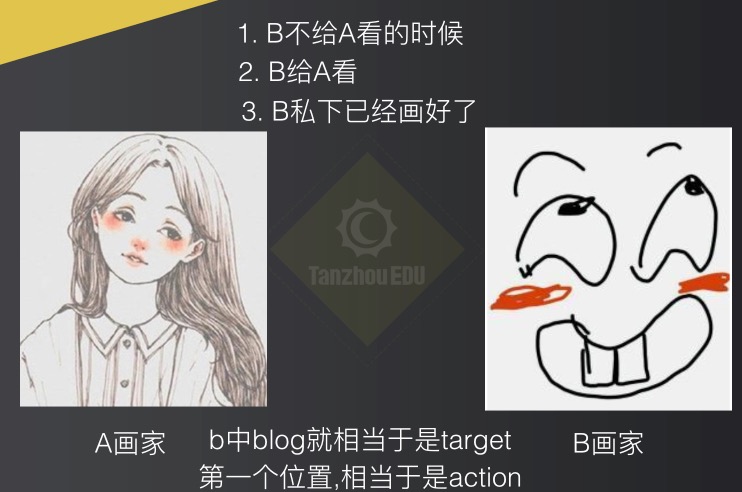 1. B不给A看的时候
2. B给A看
3. B私下已经画好了
Tanzhou EDU
A画家
b中blog就相当于是target
B画家
第一个位置,相当于是action